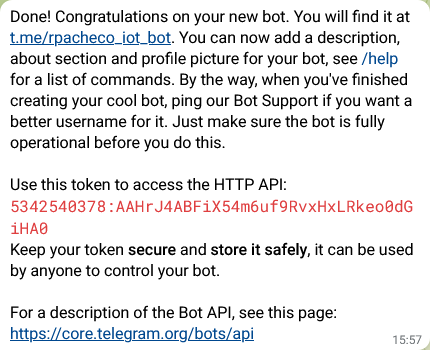 Done! Congratulations on your new bot. You will find it at
t.me/rpacheco_iot_bot. You can now add a description,
about section and profile picture for your bot, see /help
for a list of commands. By the way, when you've finished
creating your cool bot, ping our Bot Support if you want a
better username for it. Just make sure the bot is fully
operational before you do this.

Use this token to access the HTTP API:
5342540378:AAHrJ4ABFiX54m6uf9RvxHxLRkeo0dG
iHA0
Keep your token secure and store it safely, it can be used
by anyone to control your bot.

For a description of the Bot API, see this page:
https://core.telegram.org/bots/api
15:57